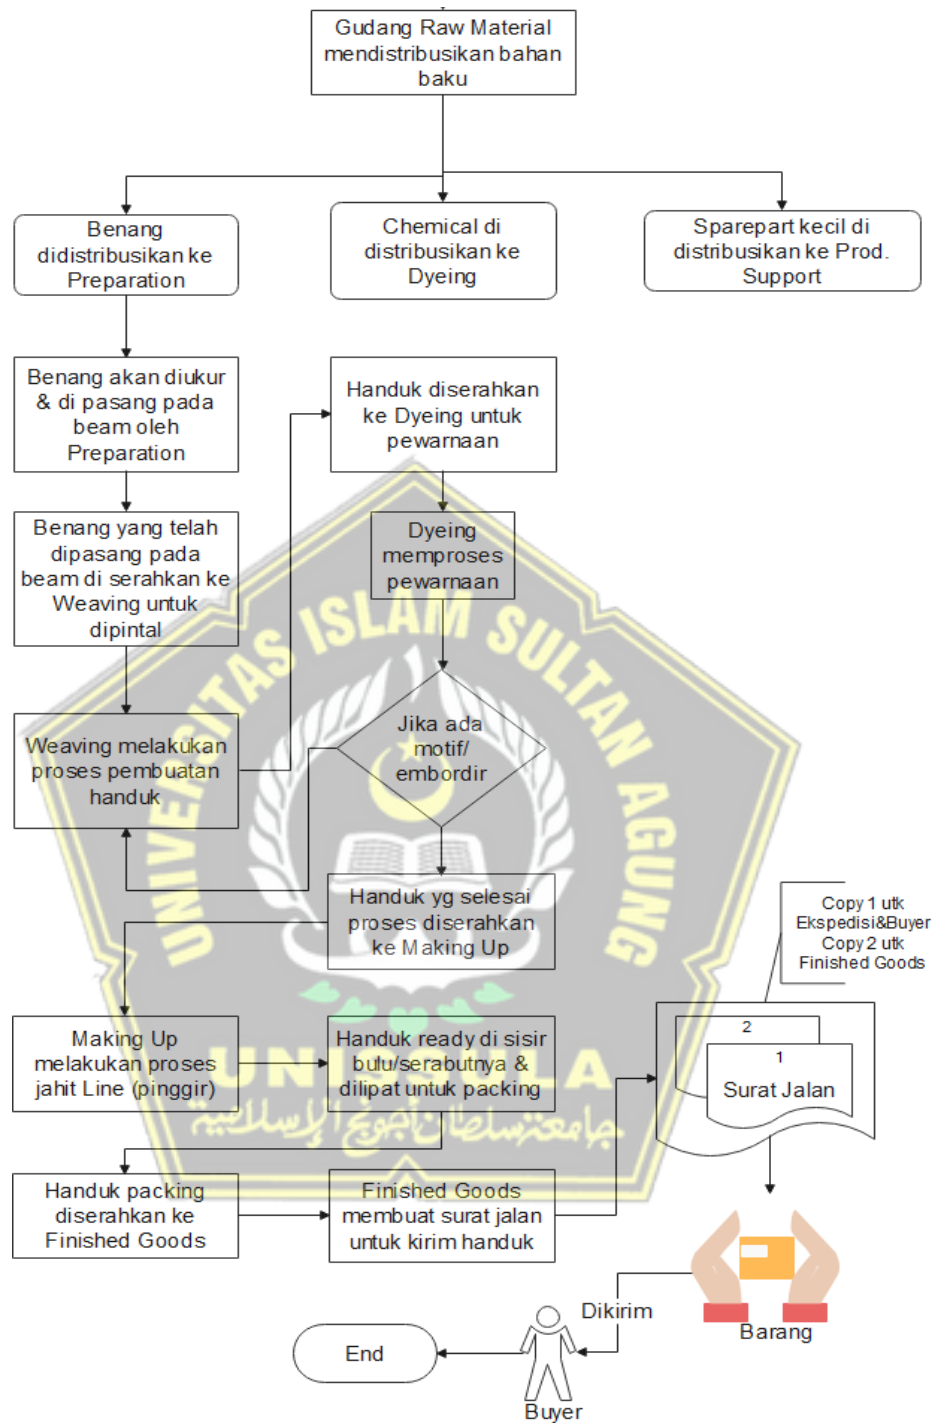 Gudang Raw Material
mendistribusikan bahan
baku
Benang
didistribusikan ke
Preparation
Chemical di
distribusikan ke
Dyeing
Sparepart kecil di
distribusikan ke Prod.
Support
Benang akan diukur
& di pasang pada
beam oleh
Preparation
Handuk diserahkan
ke Dyeing untuk
pewarnaan
Benang yang telah
dipasang pada
beam di serahkan ke
Weaving untuk
dipintal
Dyeing
memproses
pewarnaan
UNIVERSITAS ISLAM SULTAN AGUNG
Weaving melakukan
proses pembuatan
handuk
Jika ada
motif/
embordir
Handuk yg selesai
proses diserahkan
ke Making Up
Copy 1 utk
Ekspedisi&Buyer
Copy 2 utk
Finished Goods
Making Up
melakukan proses
jahit Line (pinggir)
Handuk ready di sisir
bulu/serabutnya &
dilipat untuk packing
2
1
Surat Jalan
UNISSULA
جامعترسلطان أجونج الإسلامية
Handuk packing
diserahkan ke
Finished Goods
Finished Goods
membuat surat jalan
untuk kirim handuk
Barang
Dikirim
Buyer
End